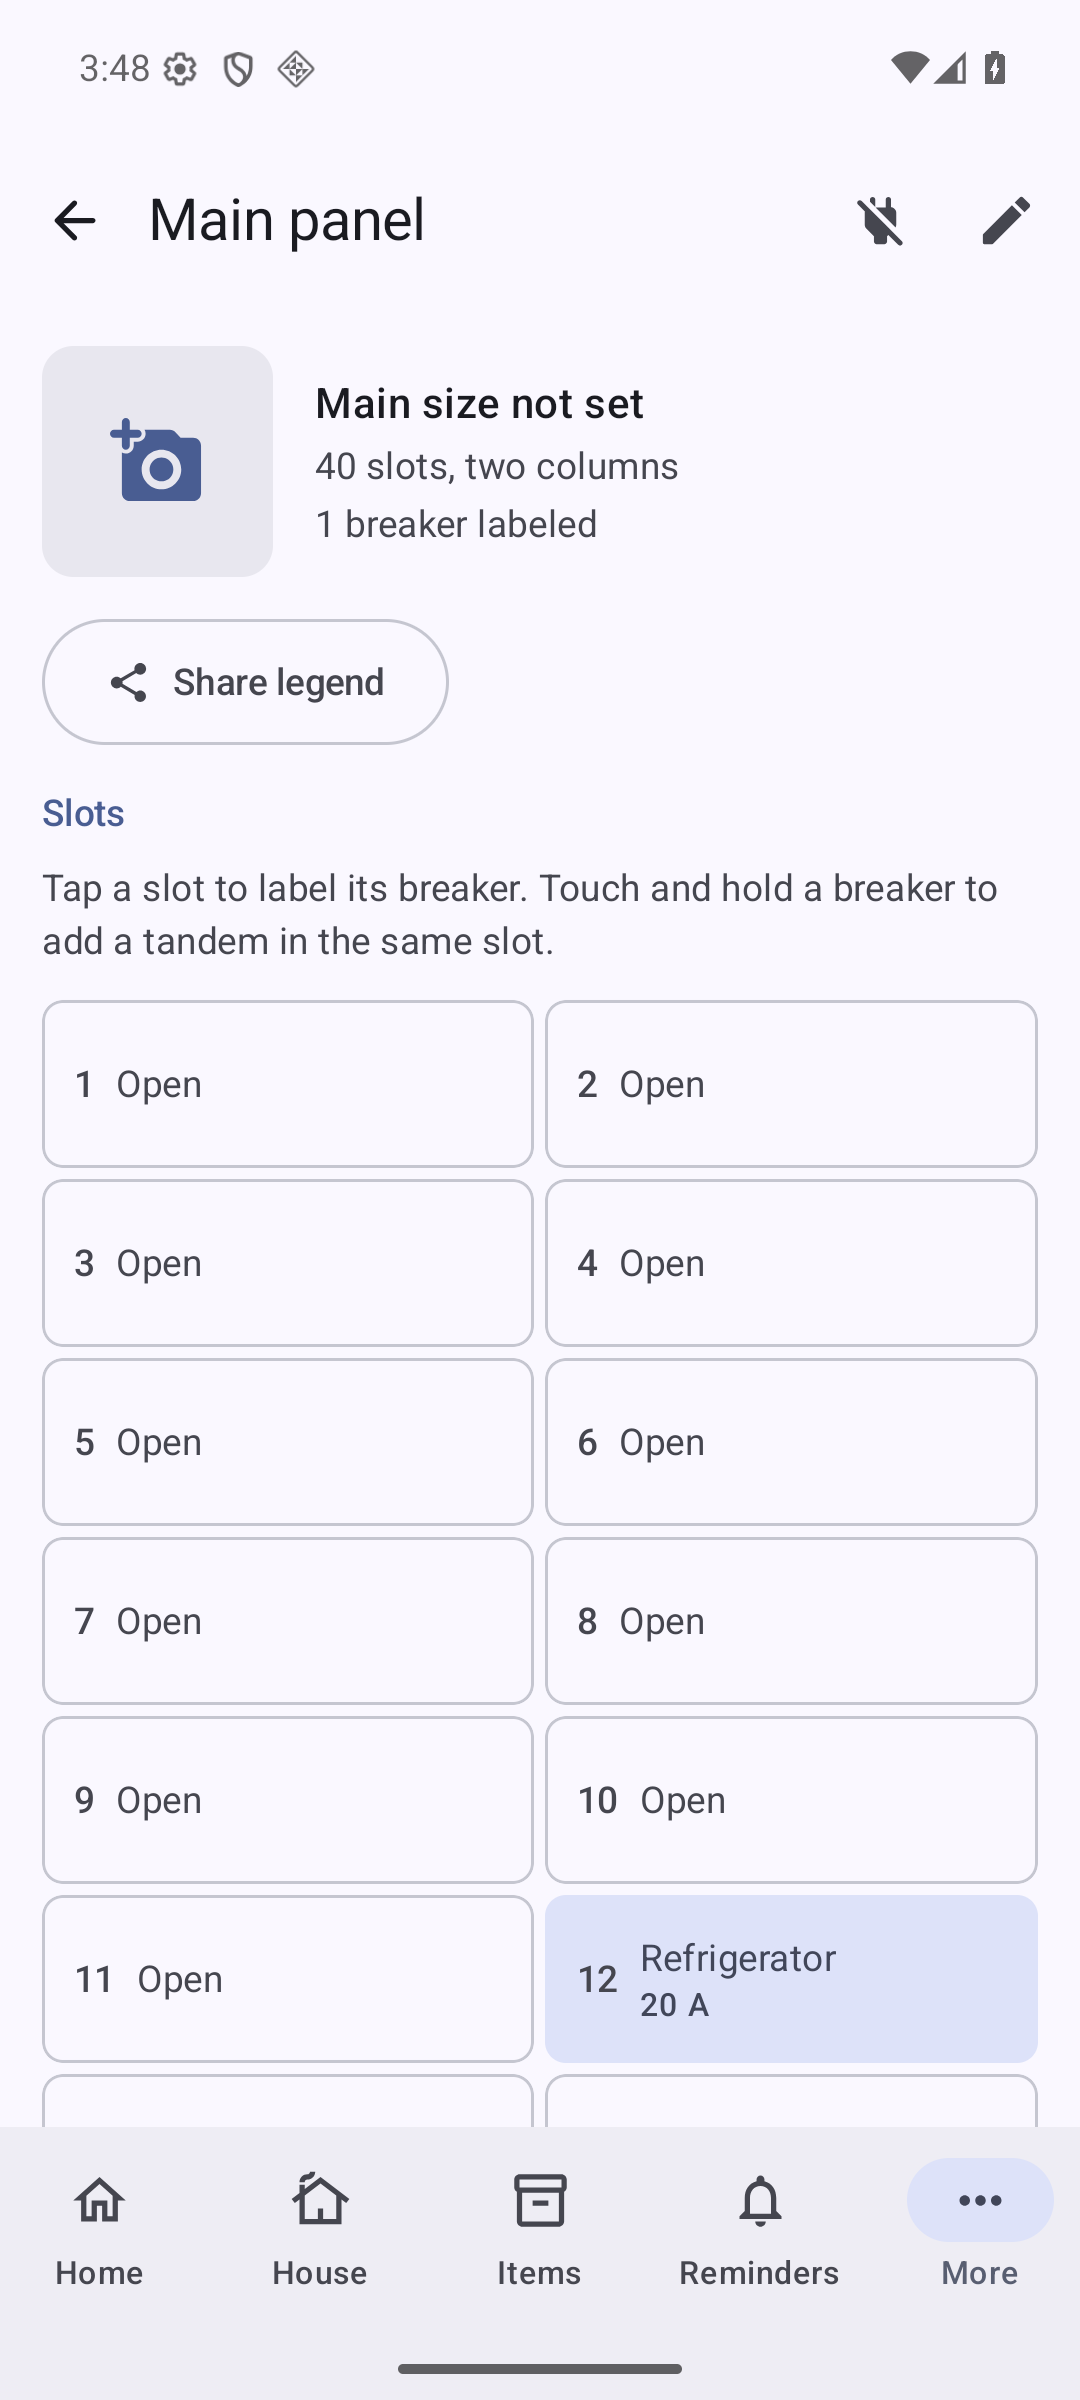 3:48
Main panel
Main size not set
40 slots, two columns
1 breaker labeled
Share legend
Slots
Tap a slot to label its breaker. Touch and hold a breaker to
add a tandem in the same slot.
1 Open
2 Open
3 Open
4 Open
5 Open
6 Open
7 Open
8 Open
9 Open
10 Open
11 Open
12 Refrigerator
20 A
Home
House
Items
Reminders
More